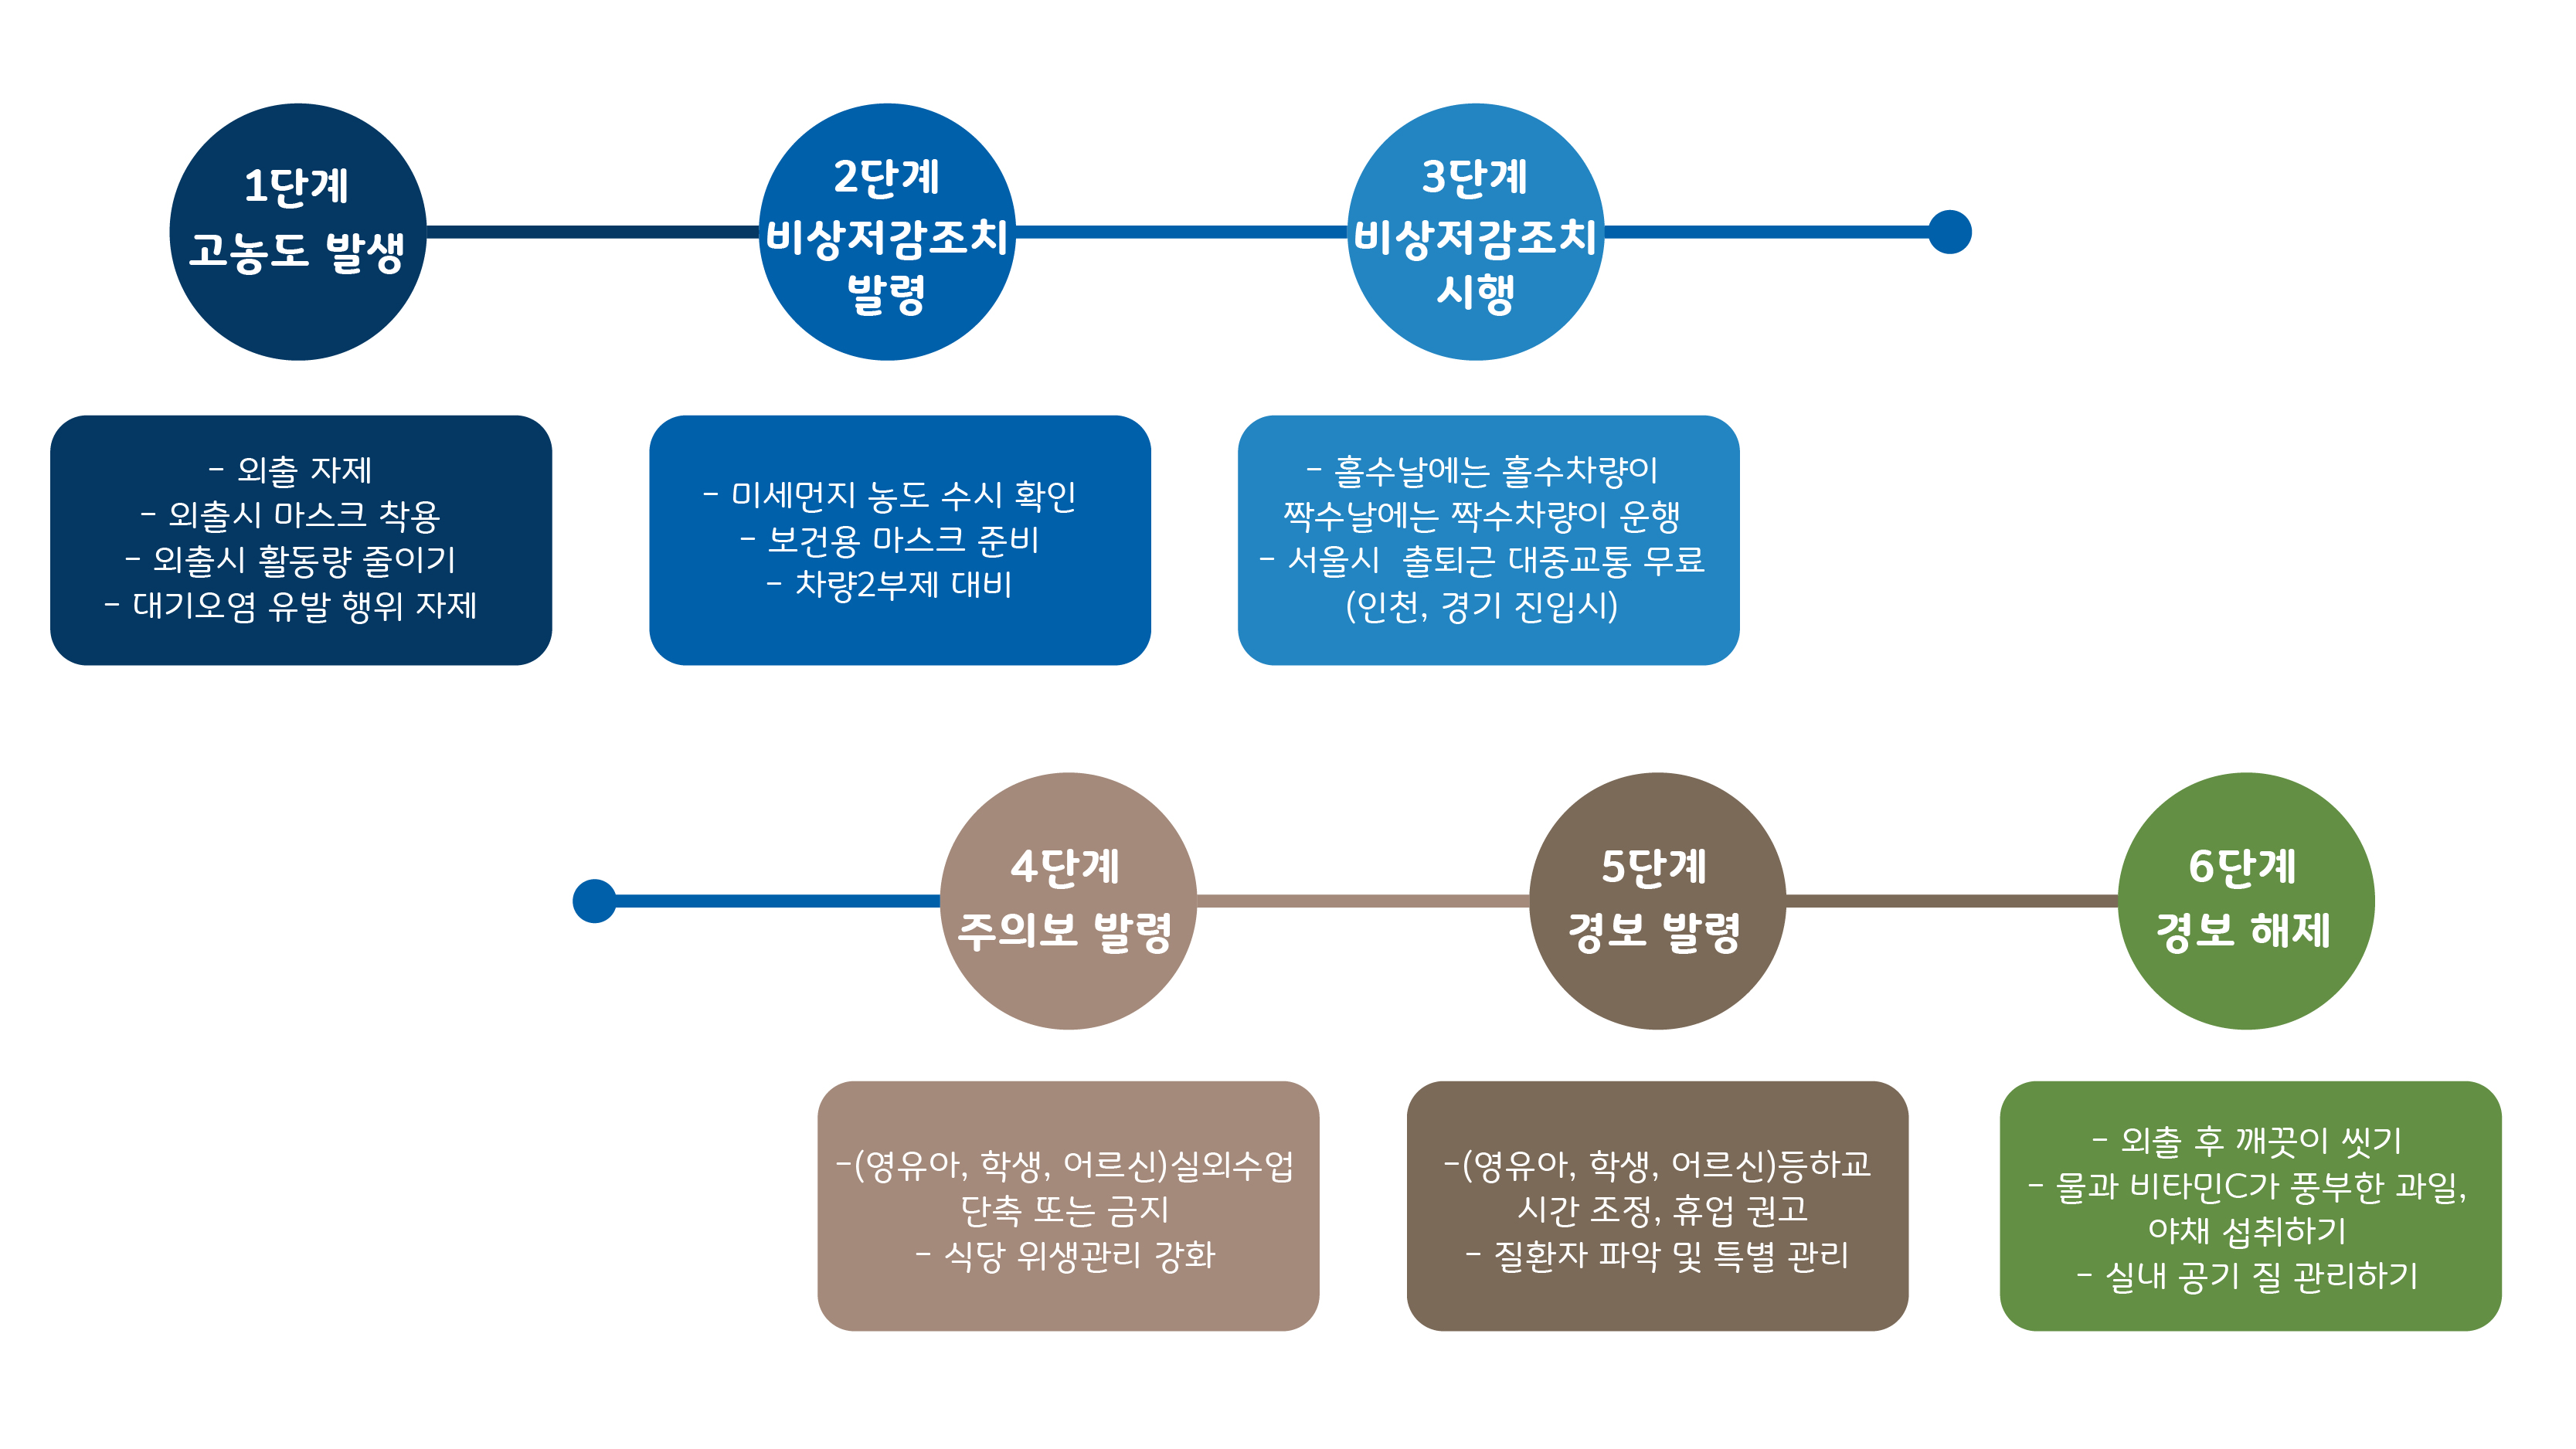 1단계
고농도 발생
2단계
비상저감조치
발령
3단계
비상저감조치
시행
- 외출 자제
- 외출시 마스크 착용
- 외출시 활동량 줄이기
- 대기오염 유발 행위 자제
- 미세먼지 농도 수시 확인
- 보건용 마스크 준비
- 차량2부제 대비
- 홀수날에는 홀수차량이
짝수날에는 짝수차량이 운행
- 서울시 출퇴근 대중교통 무료
(인천, 경기 진입시)
4단계
주의보 발령
5단계
경보 발령
6단계
경보 해제
-(영유아, 학생, 어르신)실외수업
단축 또는 금지
- 식당 위생관리 강화
-(영유아, 학생, 어르신)등하교
시간 조정, 휴업 권고
- 질환자 파악 및 특별 관리
- 외출 후 깨끗이 씻기
- 물과 비타민C가 풍부한 과일,
야채 섭취하기
- 실내 공기 질 관리하기